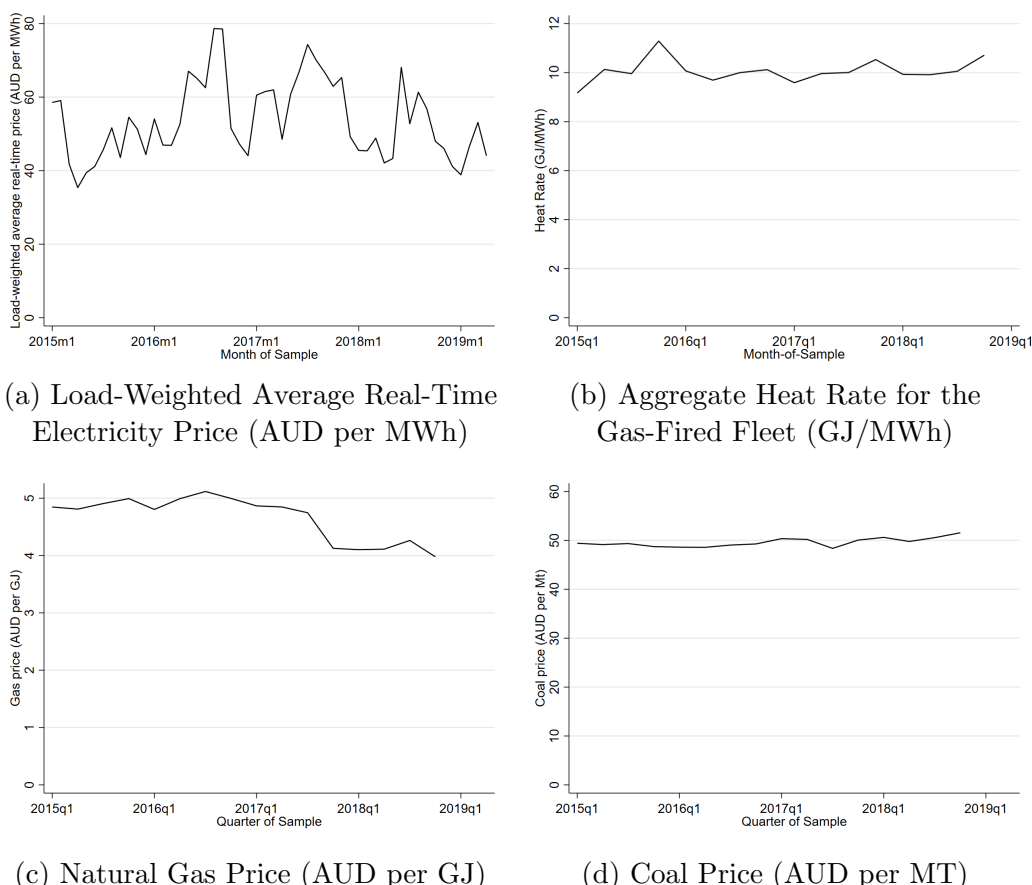 Load-weighted average real-time price (AUD per MWh)
80
60
40
20
0
2015m1 2016m1 2017m1 2018m1 2019m1
Month of Sample
(a) Load-Weighted Average Real-Time
Electricity Price (AUD per MWh)
Heat Rate (GJ/MWh)
12
10
8
6
4
2
0
2015q1 2016q1 2017q1 2018q1 2019q1
Month-of-Sample
(b) Aggregate Heat Rate for the
Gas-Fired Fleet (GJ/MWh)
Gas price (AUD per GJ)
5
4
3
2
1
0
2015q1 2016q1 2017q1 2018q1 2019q1
Quarter of Sample
(c) Natural Gas Price (AUD per GJ)
Coal price (AUD per Mt)
60
50
40
30
20
10
0
2015q1 2016q1 2017q1 2018q1 2019q1
Quarter of Sample
(d) Coal Price (AUD per MT)